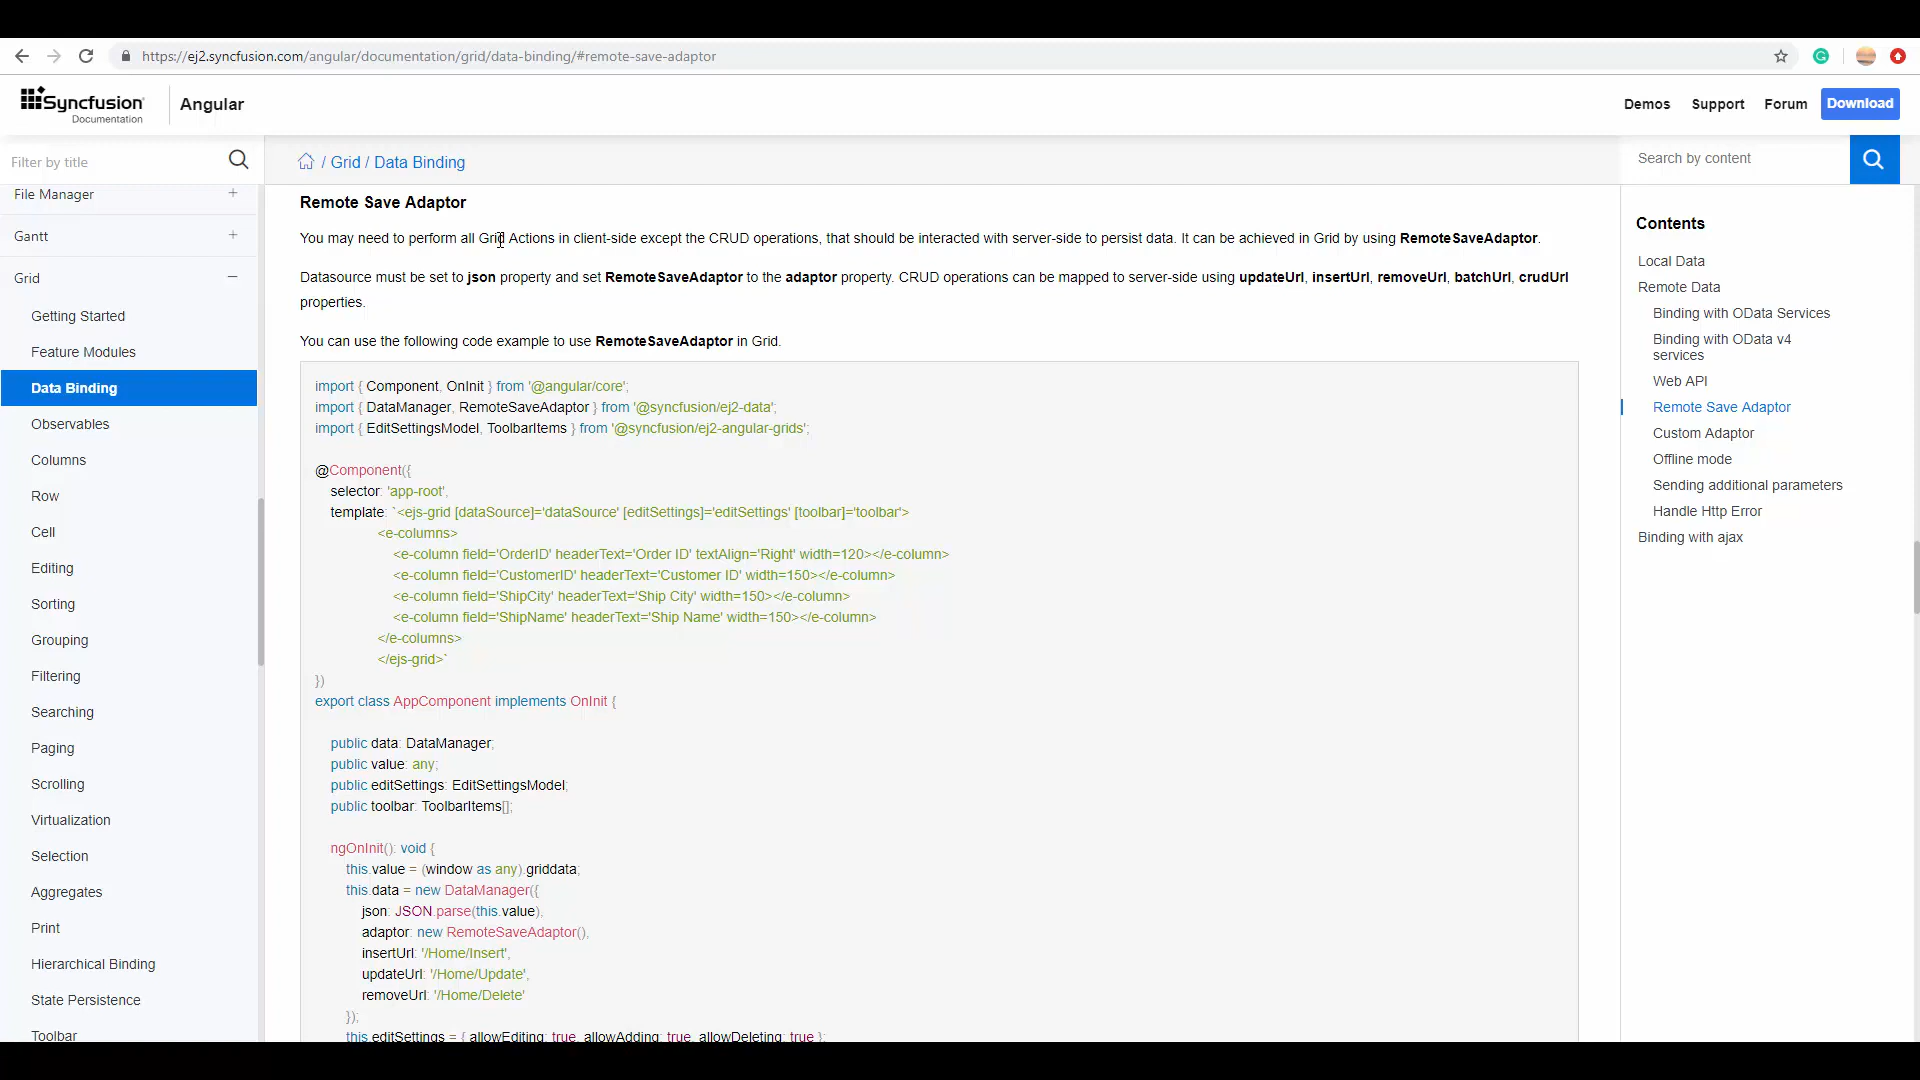 https://ej2.syncfusion.com/angular/documentation/grid/data-binding/#remote-save-adaptor
Syncfusion
Documentation
Angular
Demos
Support
Forum
Download
Filter by title
/ Grid / Data Binding
Search by content
File Manager
Gantt
Grid
Getting Started
Feature Modules
Data Binding
Observables
Columns
Row
Cell
Editing
Sorting
Grouping
Filtering
Searching
Paging
Scrolling
Virtualization
Selection
Aggregates
Print
Hierarchical Binding
State Persistence
Toolbar
Remote Save Adaptor
You may need to perform all Grid Actions in client-side except the CRUD operations, that should be interacted with server-side to persist data. It can be achieved in Grid by using RemoteSaveAdaptor.
Datasource must be set to json property and set RemoteSaveAdaptor to the adaptor property. CRUD operations can be mapped to server-side using updateUrl, insertUrl, removeUrl, batchUrl, crudUrl
properties.
You can use the following code example to use RemoteSaveAdaptor in Grid.
import { Component, OnInit } from '@angular/core';
import { DataManager, RemoteSaveAdaptor } from '@syncfusion/ej2-data';
import { EditSettingsModel, ToolbarItems } from '@syncfusion/ej2-angular-grids';
@Component({
selector: 'app-root',
template: `<ejs-grid [dataSource]='dataSource' [editSettings]='editSettings' [toolbar]='toolbar'>
<e-columns>
<e-column field='OrderID' headerText='Order ID' textAlign='Right' width=120></e-column>
<e-column field='CustomerID' headerText='Customer ID' width=150></e-column>
<e-column field='ShipCity' headerText='Ship City' width=150></e-column>
<e-column field='ShipName' headerText='Ship Name' width=150></e-column>
</e-columns>
</ejs-grid>`
})
export class AppComponent implements OnInit {
public data: DataManager;
public value: any;
public editSettings: EditSettingsModel;
public toolbar: ToolbarItems[];
ngOnInit(): void {
this.value = (window as any).griddata;
this.data = new DataManager({
json: JSON.parse(this.value),
adaptor: new RemoteSaveAdaptor(),
insertUrl: '/Home/Insert',
updateUrl: '/Home/Update',
removeUrl: '/Home/Delete'
});
this.editSettings = { allowEditing: true, allowAdding: true, allowDeleting: true };
Contents
Local Data
Remote Data
Binding with OData Services
Binding with OData v4
services
Web API
Remote Save Adaptor
Custom Adaptor
Offline mode
Sending additional parameters
Handle Http Error
Binding with ajax